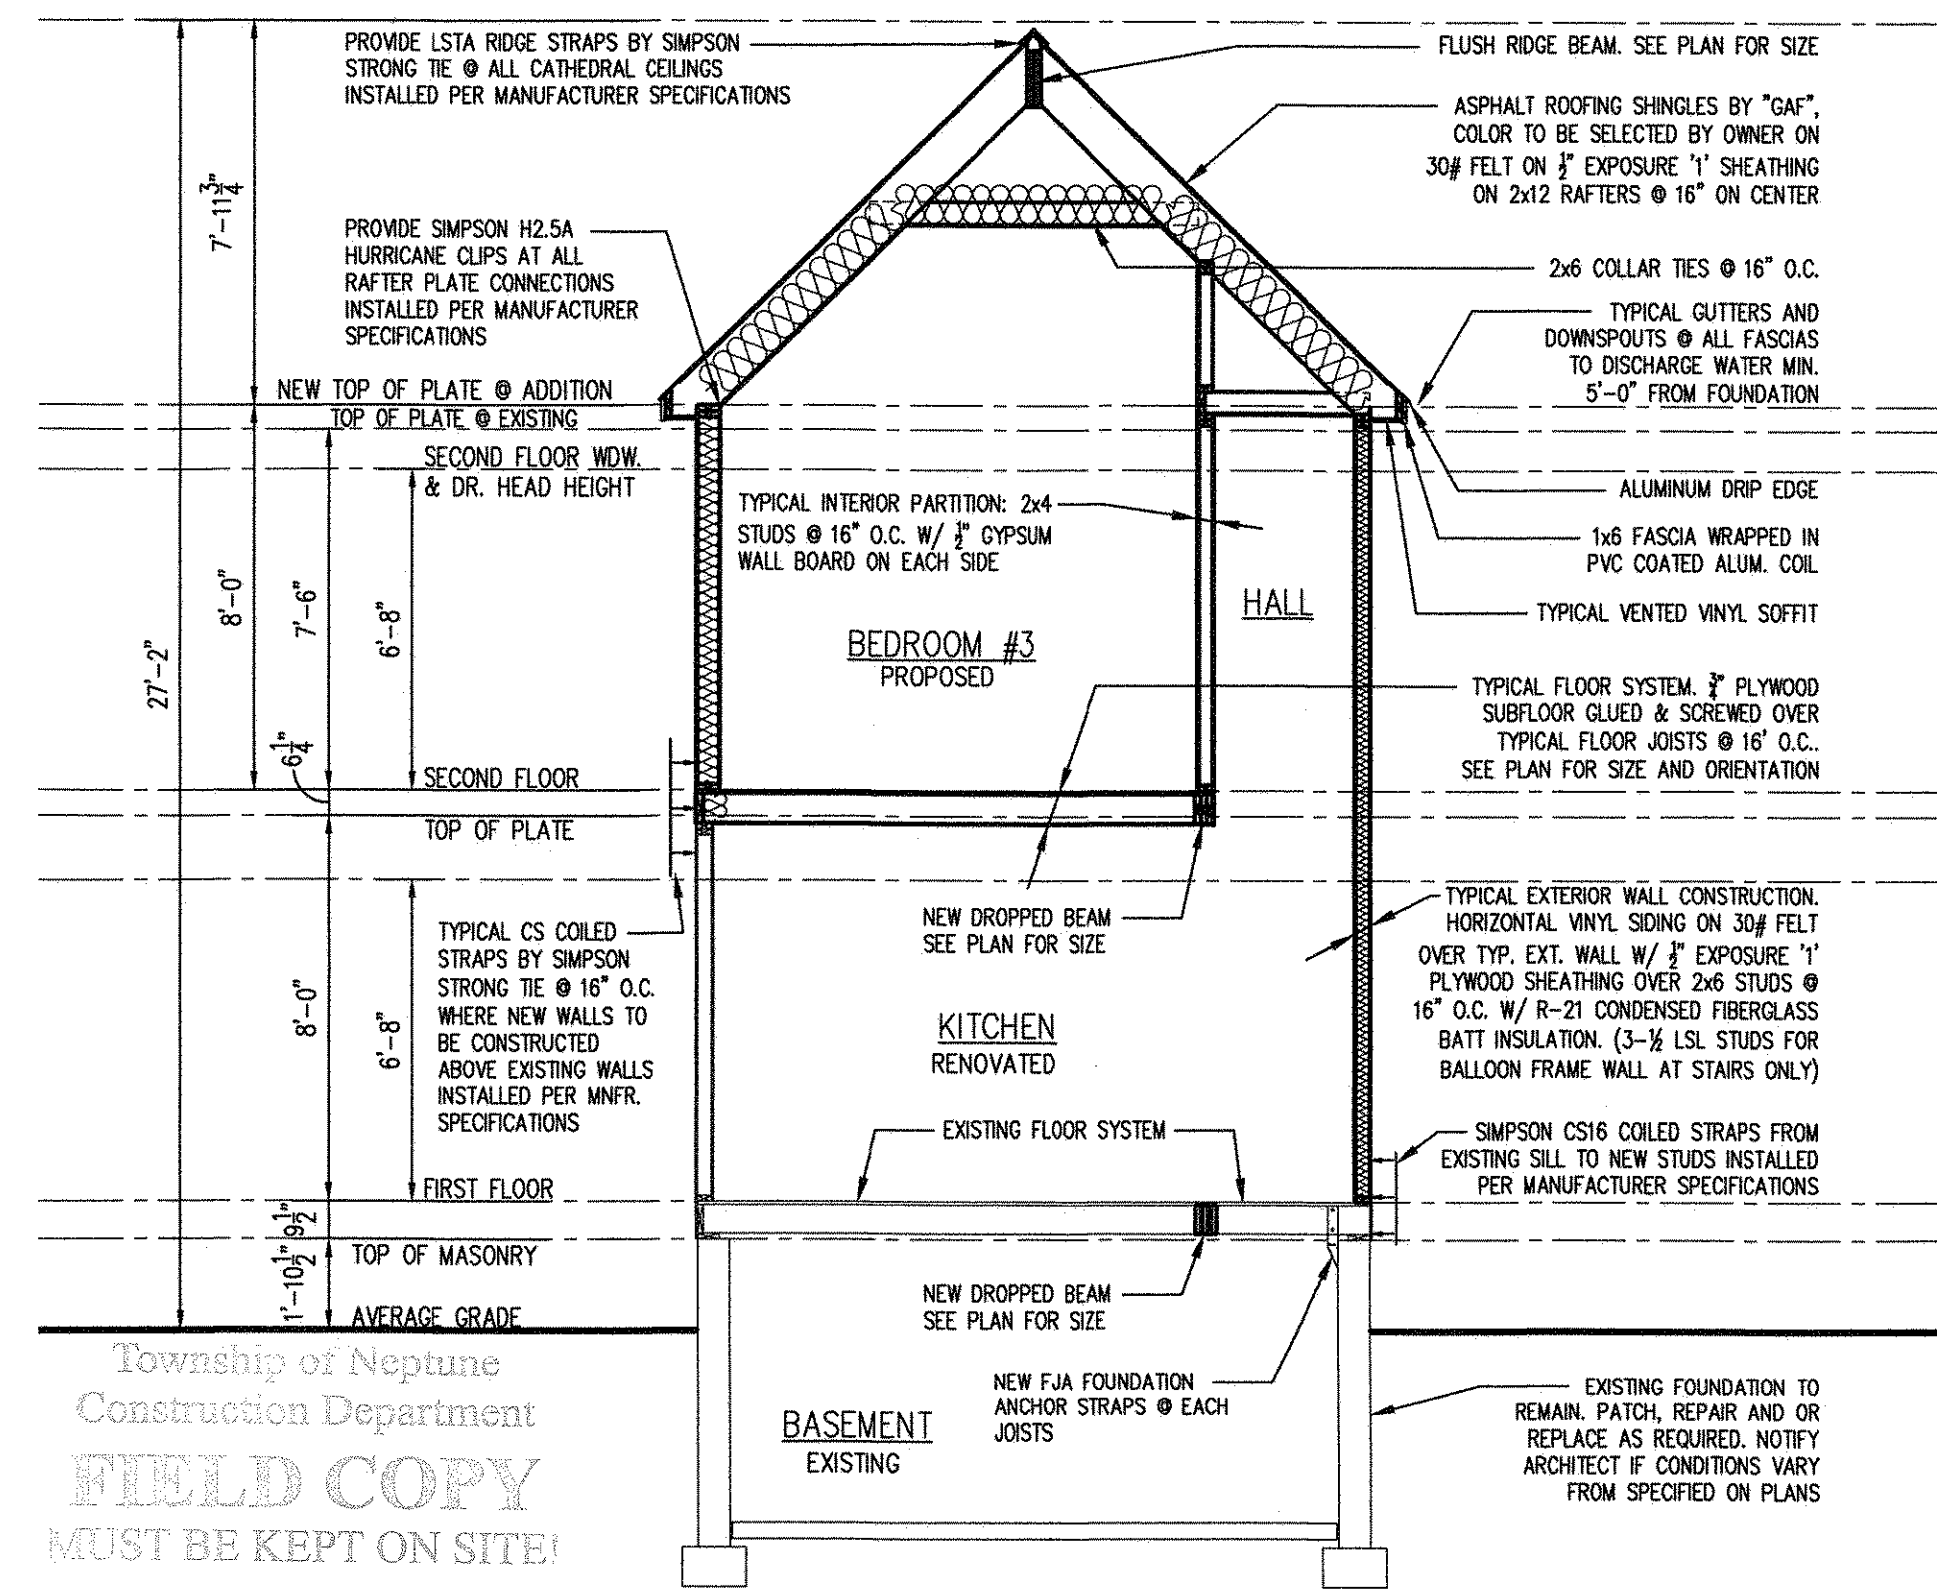 PROVIDE LSTA RIDGE STRAPS BY SIMPSON
STRONG TIE @ ALL CATHEDRAL CEILINGS
INSTALLED PER MANUFACTURER SPECIFICATIONS
FLUSH RIDGE BEAM. SEE PLAN FOR SIZE
ASPHALT ROOFING SHINGLES BY "GAF",
COLOR TO BE SELECTED BY OWNER ON
30# FELT ON ½" EXPOSURE '1' SHEATHING
ON 2x12 RAFTERS @ 16" ON CENTER
7'-11¾"
PROVIDE SIMPSON H2.5A
HURRICANE CLIPS AT ALL
RAFTER PLATE CONNECTIONS
INSTALLED PER MANUFACTURER
SPECIFICATIONS
2x6 COLLAR TIES @ 16" O.C.
TYPICAL GUTTERS AND
DOWNSPOUTS @ ALL FASCIAS
TO DISCHARGE WATER MIN.
5'-0" FROM FOUNDATION
NEW TOP OF PLATE @ ADDITION
TOP OF PLATE @ EXISTING
SECOND FLOOR WDW.
& DR. HEAD HEIGHT
TYPICAL INTERIOR PARTITION: 2x4
STUDS @ 16" O.C. W/ ½" GYPSUM
WALL BOARD ON EACH SIDE
ALUMINUM DRIP EDGE
1x6 FASCIA WRAPPED IN
PVC COATED ALUM. COIL
TYPICAL VENTED VINYL SOFFIT
HALL
BEDROOM #3
PROPOSED
27'-2"
8'-0"
7'-6"
6'-8"
6¼"
TYPICAL FLOOR SYSTEM. ¾" PLYWOOD
SUBFLOOR GLUED & SCREWED OVER
TYPICAL FLOOR JOISTS @ 16' O.C..
SEE PLAN FOR SIZE AND ORIENTATION
SECOND FLOOR
TOP OF PLATE
NEW DROPPED BEAM
SEE PLAN FOR SIZE
TYPICAL CS COILED
STRAPS BY SIMPSON
STRONG TIE @ 16" O.C.
WHERE NEW WALLS TO
BE CONSTRUCTED
ABOVE EXISTING WALLS
INSTALLED PER MNFR.
SPECIFICATIONS
8'-0"
6'-8"
KITCHEN
RENOVATED
TYPICAL EXTERIOR WALL CONSTRUCTION.
HORIZONTAL VINYL SIDING ON 30# FELT
OVER TYP. EXT. WALL W/ ½" EXPOSURE '1'
PLYWOOD SHEATHING OVER 2x6 STUDS @
16" O.C. W/ R-21 CONDENSED FIBERGLASS
BATT INSULATION. (3-½ LSL STUDS FOR
BALLOON FRAME WALL AT STAIRS ONLY)
EXISTING FLOOR SYSTEM
SIMPSON CS16 COILED STRAPS FROM
EXISTING SILL TO NEW STUDS INSTALLED
PER MANUFACTURER SPECIFICATIONS
FIRST FLOOR
9½"
TOP OF MASONRY
1'-10½"
AVERAGE GRADE
NEW DROPPED BEAM
SEE PLAN FOR SIZE
NEW FJA FOUNDATION
ANCHOR STRAPS @ EACH
JOISTS
BASEMENT
EXISTING
EXISTING FOUNDATION TO
REMAIN. PATCH, REPAIR AND OR
REPLACE AS REQUIRED. NOTIFY
ARCHITECT IF CONDITIONS VARY
FROM SPECIFIED ON PLANS
Township of Neptune
Construction Department
FIELD COPY
MUST BE KEPT ON SITE!